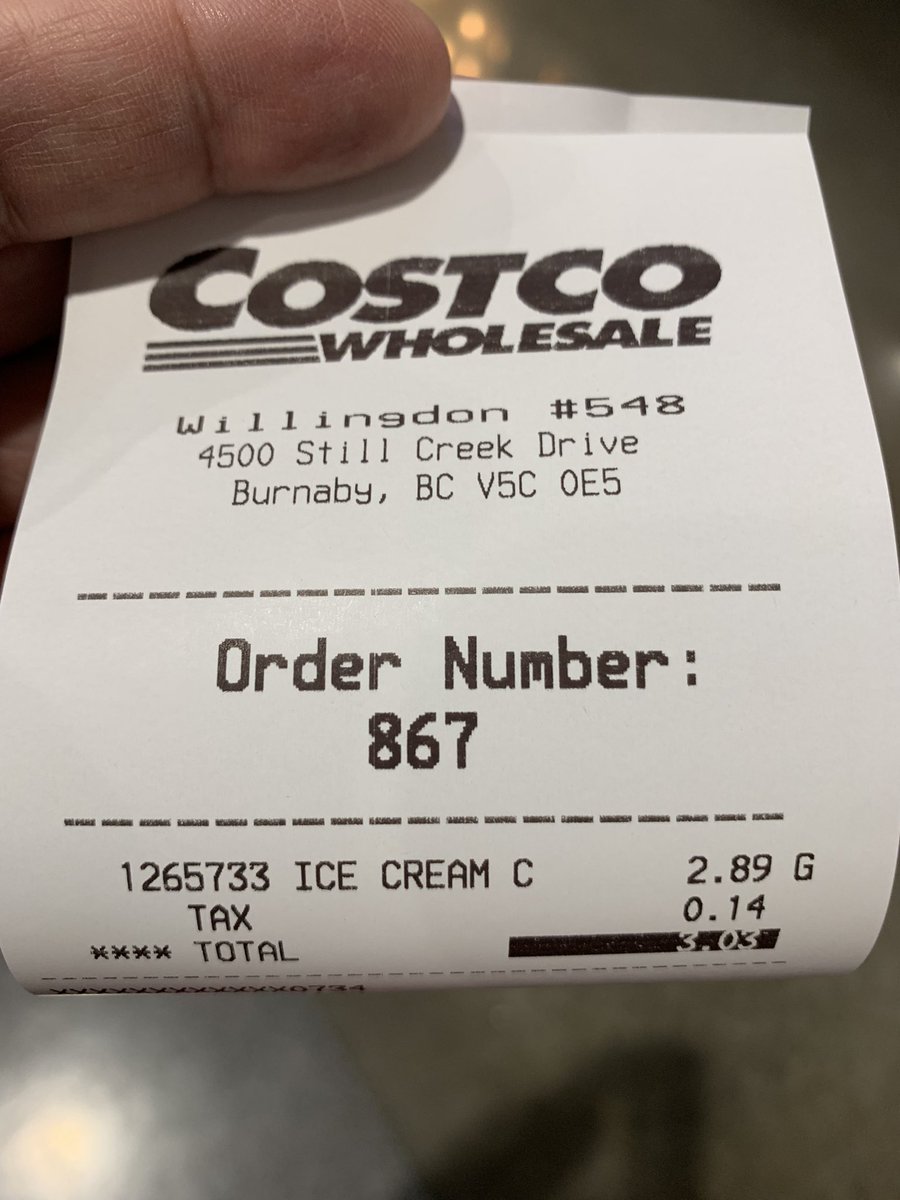 COSTCO
WHOLESALE
Willingdon #548
4500 Still Creek Drive
Burnaby, BC V5C 0E5
Order Number:
867
1265733 ICE CREAM C 2.89 G
TAX 0.14
**** TOTAL 3.03
XXXXXXXXXXXXX0734